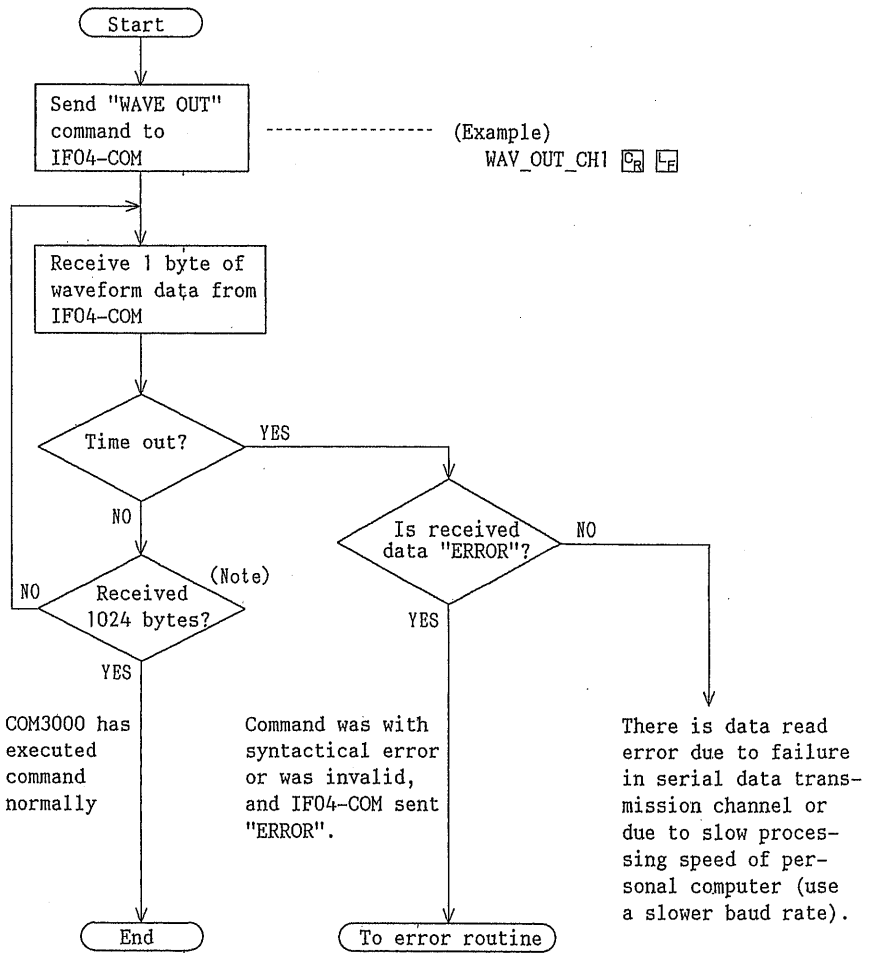 Start
Send "WAVE OUT"
command to
IF04-COM
(Example)
WAV_OUT_CH1 CR LF
Receive 1 byte of
waveform data from
IF04-COM
Time out?
YES
NO
Is received
data "ERROR"?
NO
YES
(Note)
Received
1024 bytes?
NO
YES
COM3000 has
executed
command
normally
Command was with
syntactical error
or was invalid,
and IF04-COM sent
"ERROR".
There is data read
error due to failure
in serial data trans-
mission channel or
due to slow proces-
sing speed of per-
sonal computer (use
a slower baud rate).
End
To error routine